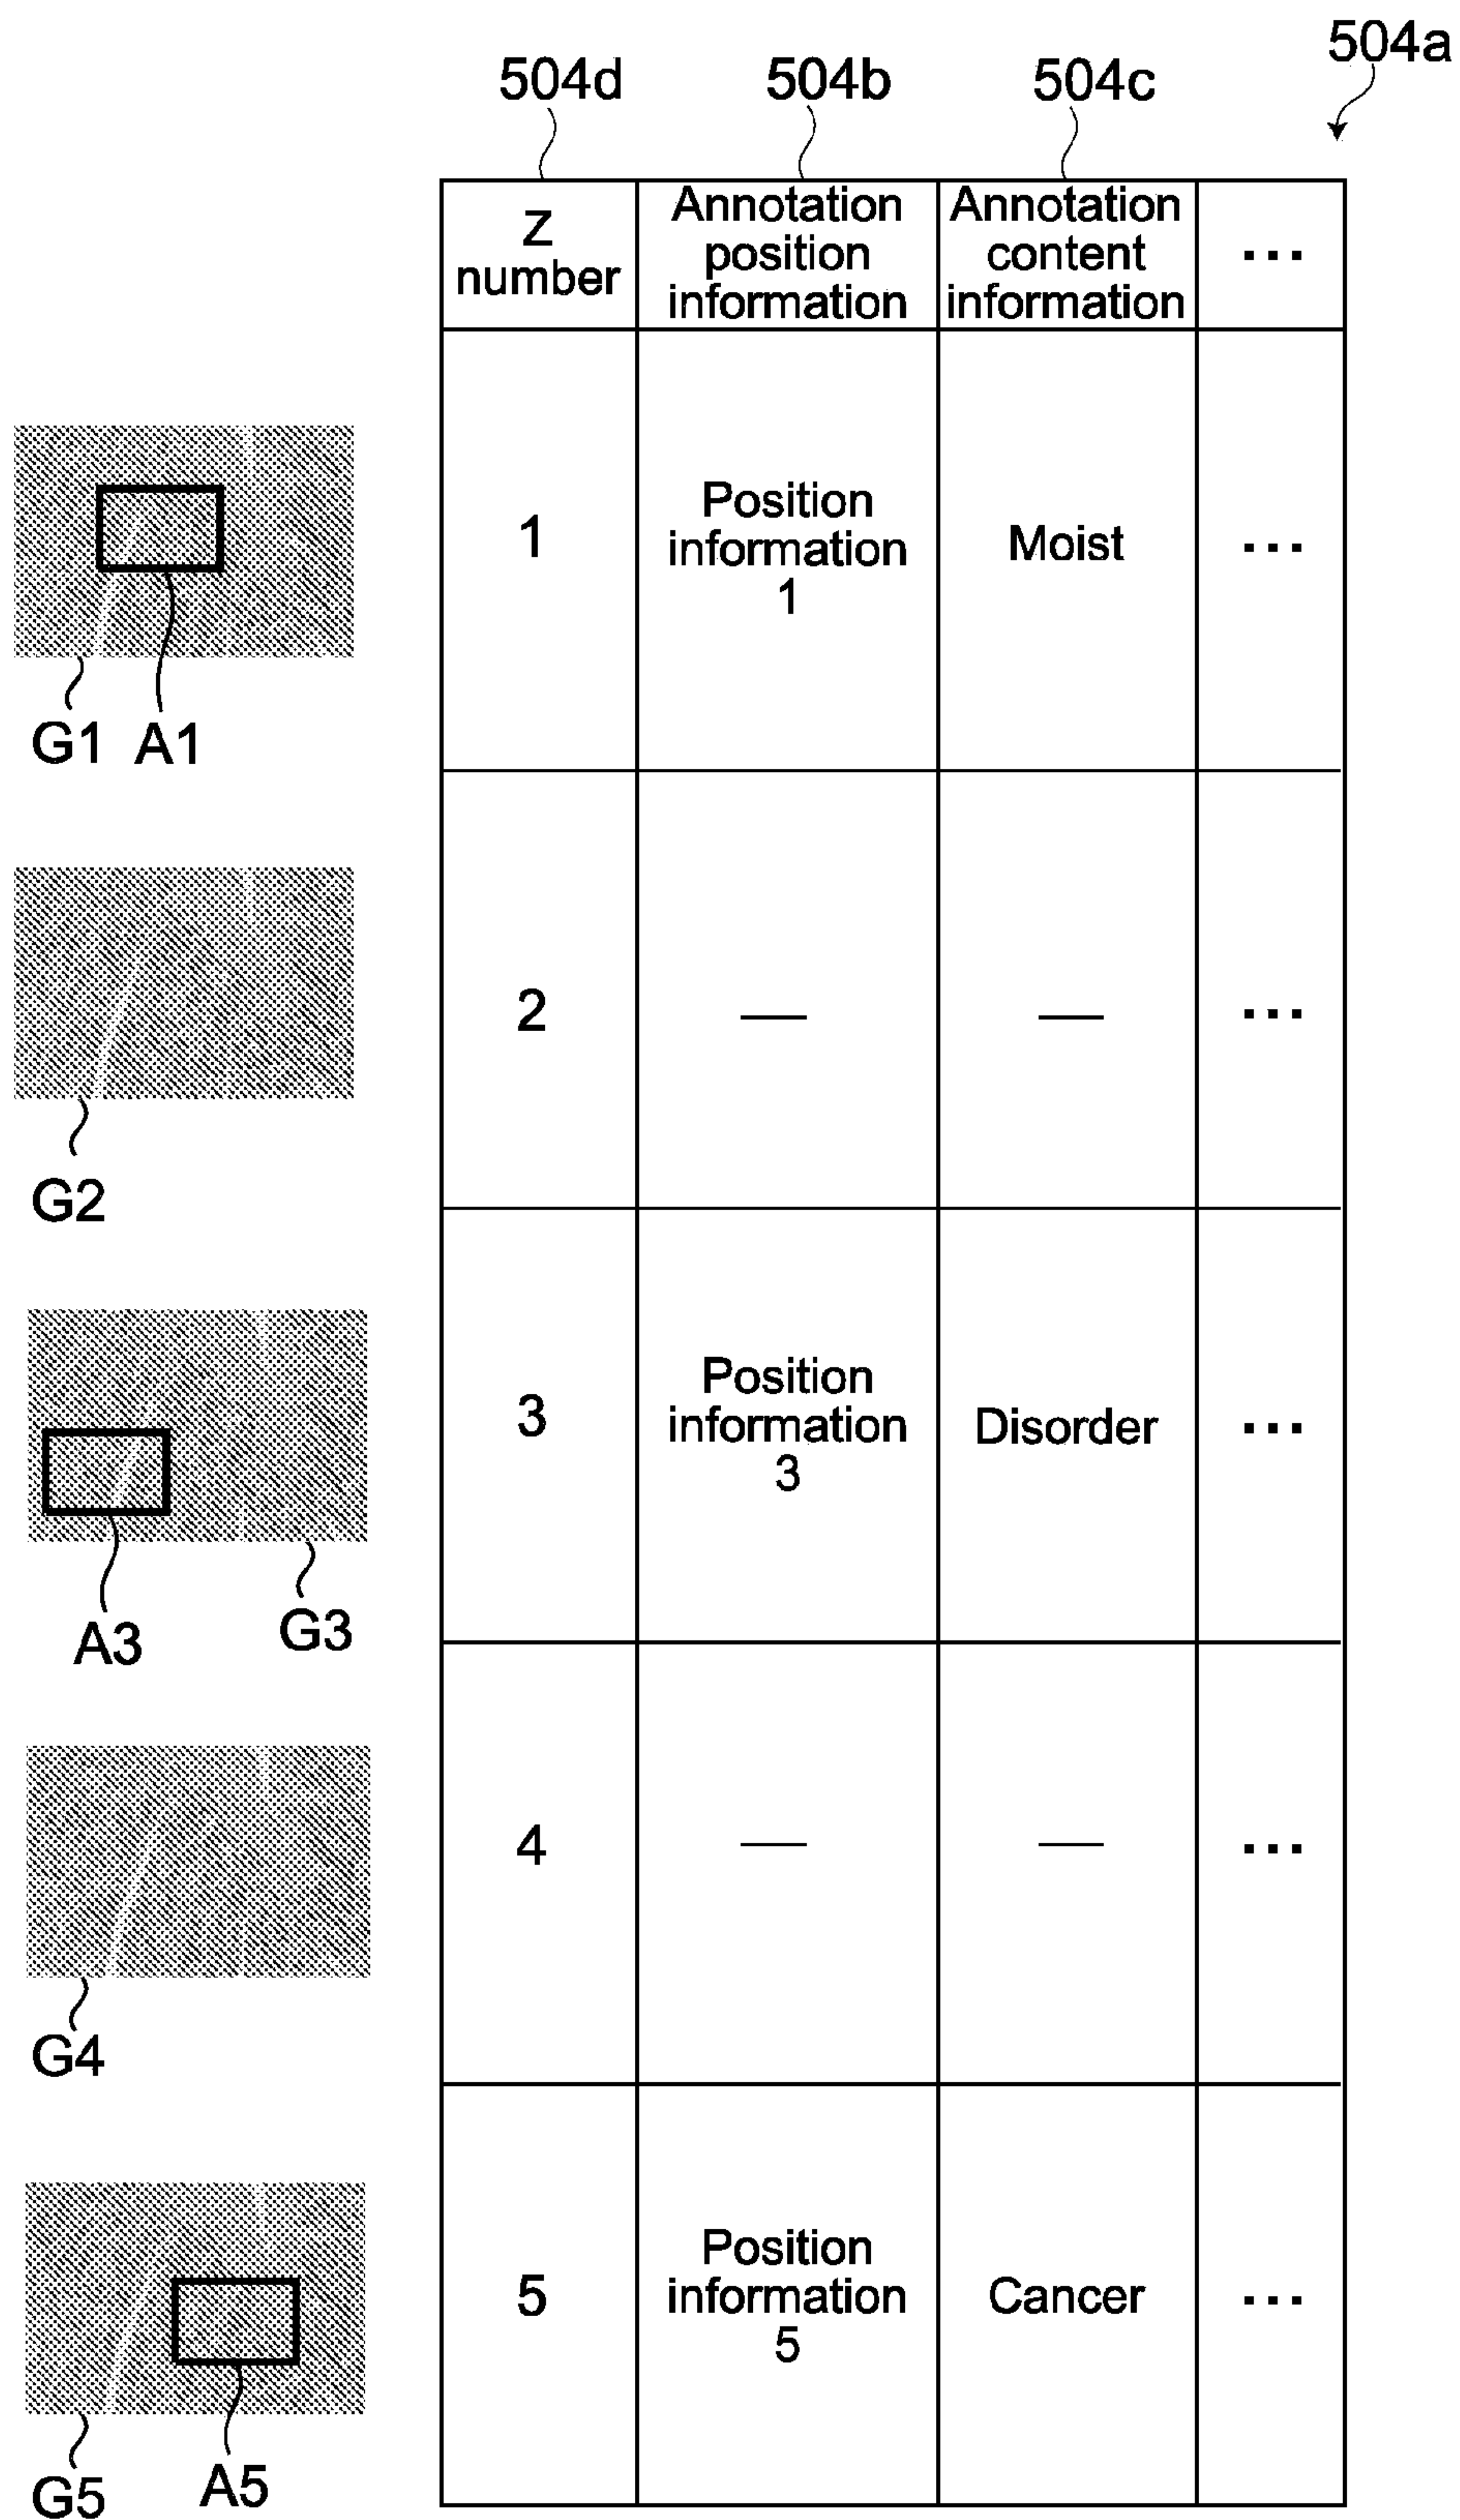 504a
504d 504b 504c
Z number Annotation position information Annotation content information ...
1 Position information 1 Moist ...
G1 A1
2 — — ...
G2
3 Position information 3 Disorder ...
A3 G3
4 — — ...
G4
5 Position information 5 Cancer ...
G5 A5